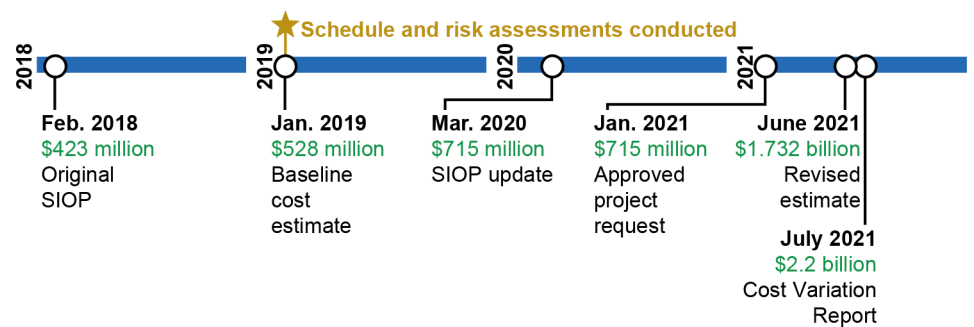 Schedule and risk assessments conducted
2018
2019
2020
2021
Feb. 2018
$423 million
Original
SIOP
Jan. 2019
$528 million
Baseline
cost
estimate
Mar. 2020
$715 million
SIOP update
Jan. 2021
$715 million
Approved
project
request
June 2021
$1.732 billion
Revised
estimate
July 2021
$2.2 billion
Cost Variation
Report